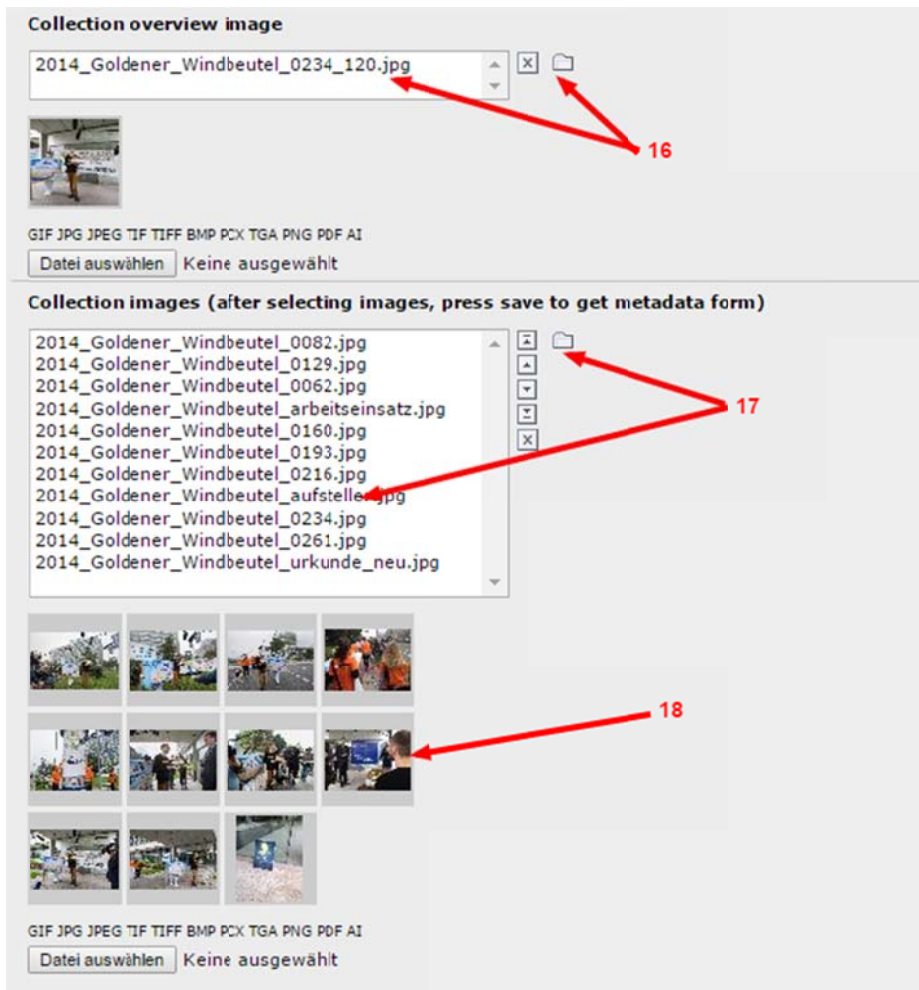 Collection overview image
2014_Goldener_Windbeutel_0234_120.jpg
16
GIF JPG JPEG TIF TIFF BMP PCX TGA PNG PDF AI
Datei auswählen Keine ausgewählt
Collection images (after selecting images, press save to get metadata form)
2014_Goldener_Windbeutel_0082.jpg
2014_Goldener_Windbeutel_0129.jpg
2014_Goldener_Windbeutel_0062.jpg
2014_Goldener_Windbeutel_arbeitseinsatz.jpg
17
2014_Goldener_Windbeutel_0160.jpg
2014_Goldener_Windbeutel_0193.jpg
2014_Goldener_Windbeutel_0216.jpg
2014_Goldener_Windbeutel_aufsteller.jpg
2014_Goldener_Windbeutel_0234.jpg
2014_Goldener_Windbeutel_0261.jpg
2014_Goldener_Windbeutel_urkunde_neu.jpg
18
GIF JPG JPEG TIF TIFF BMP PCX TGA PNG PDF AI
Datei auswählen Keine ausgewählt